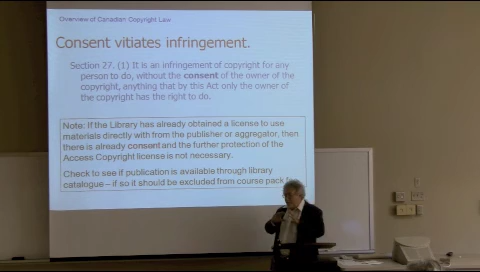 Overview of Canadian Copyright Law
Consent vitiates infringement.
Section 27. (1) It is an infringement of copyright for any
person to do, without the consent of the owner of the
copyright, anything that by this Act only the owner of
the copyright has the right to do.
Note: If the Library has already obtained a license to use
materials directly with from the publisher or aggregator, then
there is already consent and the further protection of the
Access Copyright license is not necessary.
Check to see if publication is available through library
catalogue – if so it should be excluded from course pack